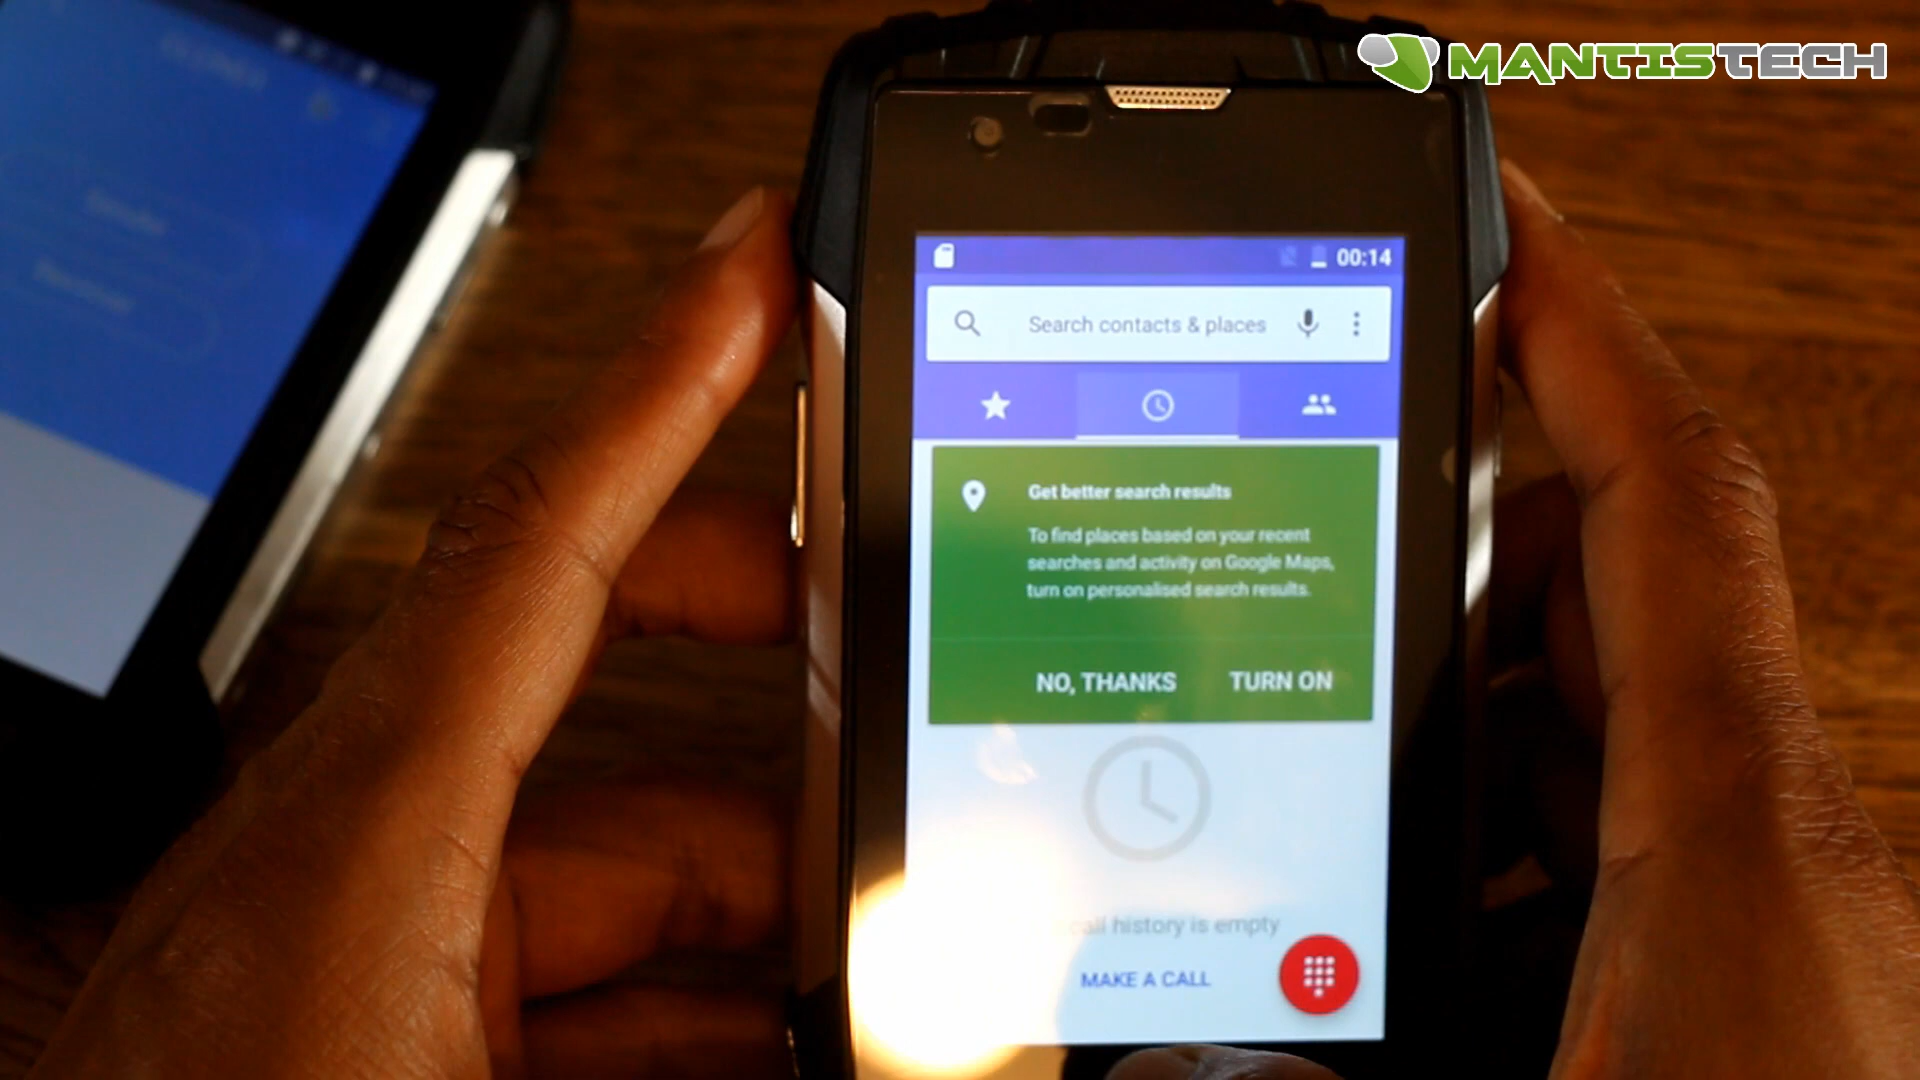 MANTISTECH
00:14
Search contacts & places
Get better search results
To find places based on your recent
searches and activity on Google Maps,
turn on personalised search results.
NO, THANKS TURN ON
call history is empty
MAKE A CALL